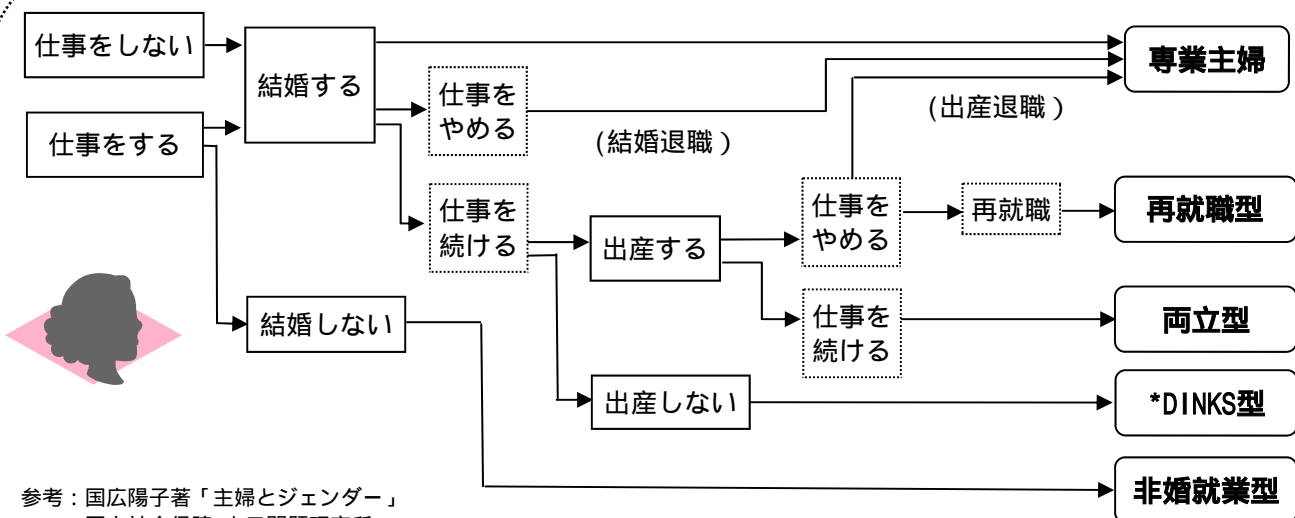 仕事をしない
仕事をする
結婚する
結婚しない
仕事を
やめる
(結婚退職)
仕事を
続ける
出産する
出産しない
仕事を
やめる
(出産退職)
仕事を
続ける
再就職
専業主婦
再就職型
両立型
*DINKS型
非婚就業型
参考：国広陽子著「主婦とジェンダー」